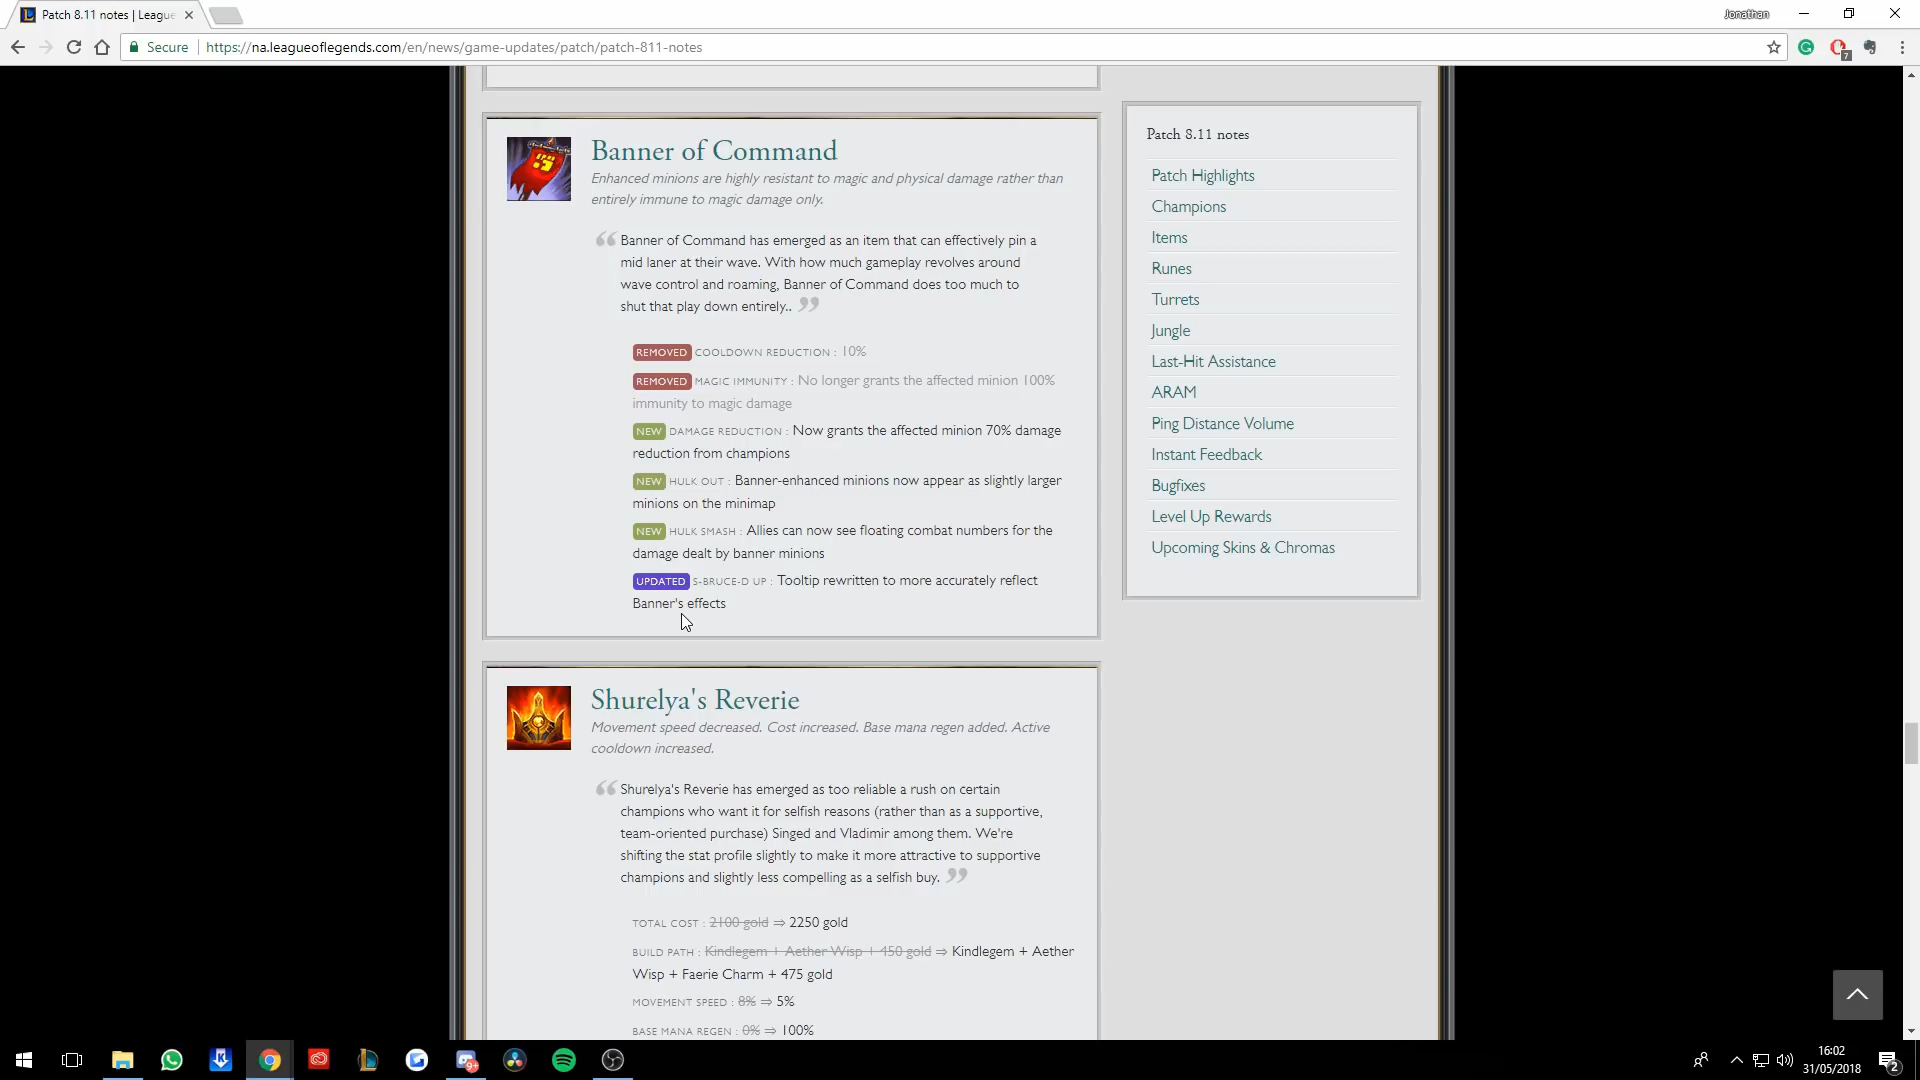 Patch 8.11 notes | League
Jonathan
Secure
https://na.leagueoflegends.com/en/news/game-updates/patch/patch-811-notes
7
Banner of Command
Enhanced minions are highly resistant to magic and physical damage rather than
entirely immune to magic damage only.
“ Banner of Command has emerged as an item that can effectively pin a
mid laner at their wave. With how much gameplay revolves around
wave control and roaming, Banner of Command does too much to
shut that play down entirely.. ”
REMOVED COOLDOWN REDUCTION : 10%
REMOVED MAGIC IMMUNITY : No longer grants the affected minion 100%
immunity to magic damage
NEW DAMAGE REDUCTION : Now grants the affected minion 70% damage
reduction from champions
NEW HULK OUT : Banner-enhanced minions now appear as slightly larger
minions on the minimap
NEW HULK SMASH : Allies can now see floating combat numbers for the
damage dealt by banner minions
UPDATED S-BRUCE-D UP : Tooltip rewritten to more accurately reflect
Banner's effects
Shurelya's Reverie
Movement speed decreased. Cost increased. Base mana regen added. Active
cooldown increased.
“ Shurelya's Reverie has emerged as too reliable a rush on certain
champions who want it for selfish reasons (rather than as a supportive,
team-oriented purchase) Singed and Vladimir among them. We're
shifting the stat profile slightly to make it more attractive to supportive
champions and slightly less compelling as a selfish buy. ”
TOTAL COST : 2100 gold ⇒ 2250 gold
BUILD PATH : Kindlegem + Aether Wisp + 450 gold ⇒ Kindlegem + Aether
Wisp + Faerie Charm + 475 gold
MOVEMENT SPEED : 8% ⇒ 5%
BASE MANA REGEN : 0% ⇒ 100%
Patch 8.11 notes
Patch Highlights
Champions
Items
Runes
Turrets
Jungle
Last-Hit Assistance
ARAM
Ping Distance Volume
Instant Feedback
Bugfixes
Level Up Rewards
Upcoming Skins & Chromas
16:02
31/05/2018
2